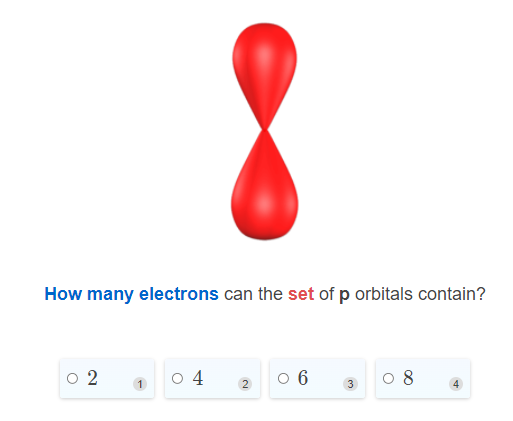 How many electrons can the set of p orbitals contain?
2 1 4 2 6 3 8 4